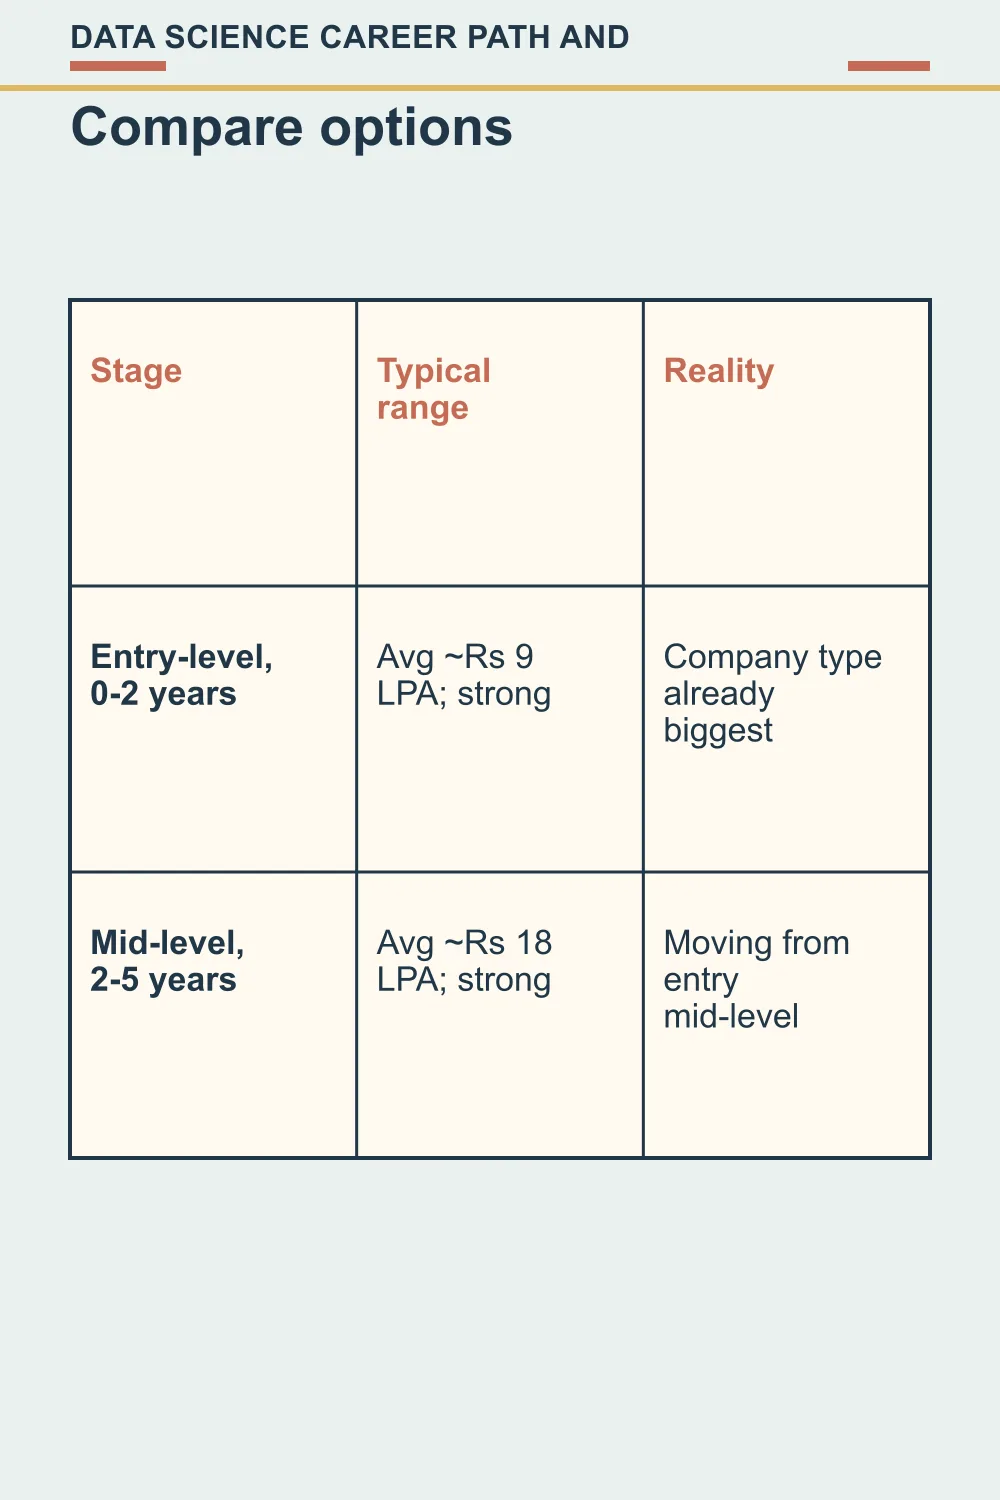 DATA SCIENCE CAREER PATH AND
Compare options
Stage
Typical
range
Reality
Entry-level,
0-2 years
Avg ~Rs 9
LPA; strong
Company type
already
biggest
Mid-level,
2-5 years
Avg ~Rs 18
LPA; strong
Moving from
entry
mid-level